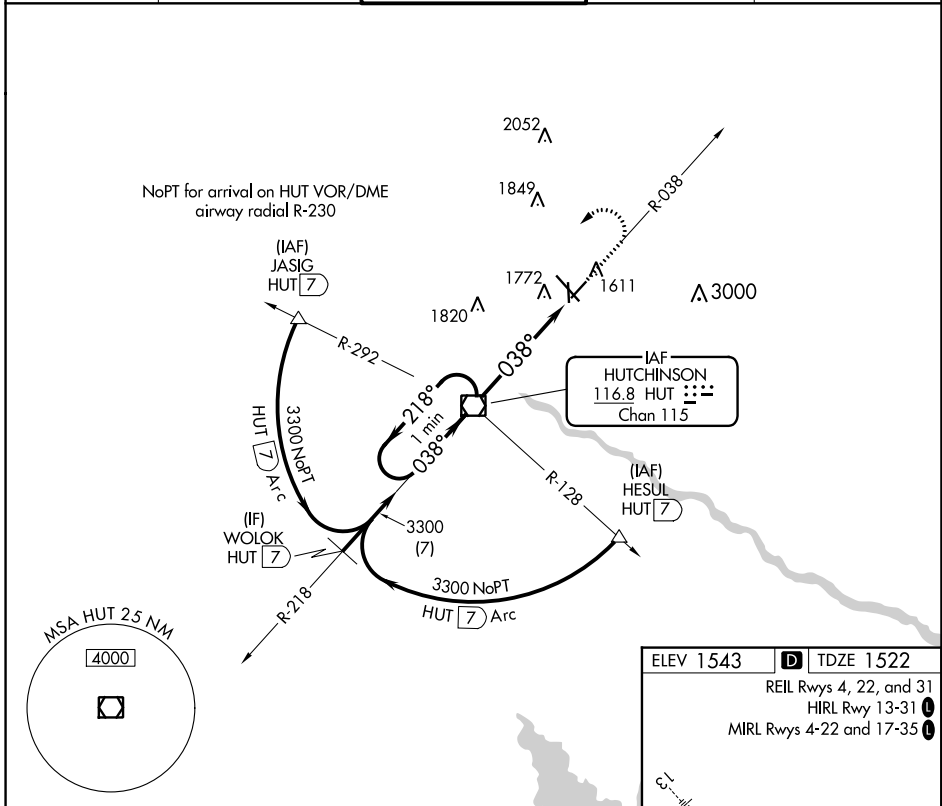 2052
1849
R-038
NoPT for arrival on HUT VOR/DME
airway radial R-230
(IAF)
JASIG
HUT 7
1772
1611
3000
1820
R-292
038°
IAF
HUTCHINSON
116.8 HUT
Chan 115
218°
1 min
038°
3300 NoPT
HUT 7 Arc
R-128
(IAF)
HESUL
HUT 7
(IF)
WOLOK
HUT 7
3300
(7)
3300 NoPT
HUT 7 Arc
R-218
MSA HUT 25 NM
4000
ELEV 1543 D TDZE 1522
REIL Rwys 4, 22, and 31
HIRL Rwy 13-31 L
MIRL Rwys 4-22 and 17-35 L
13